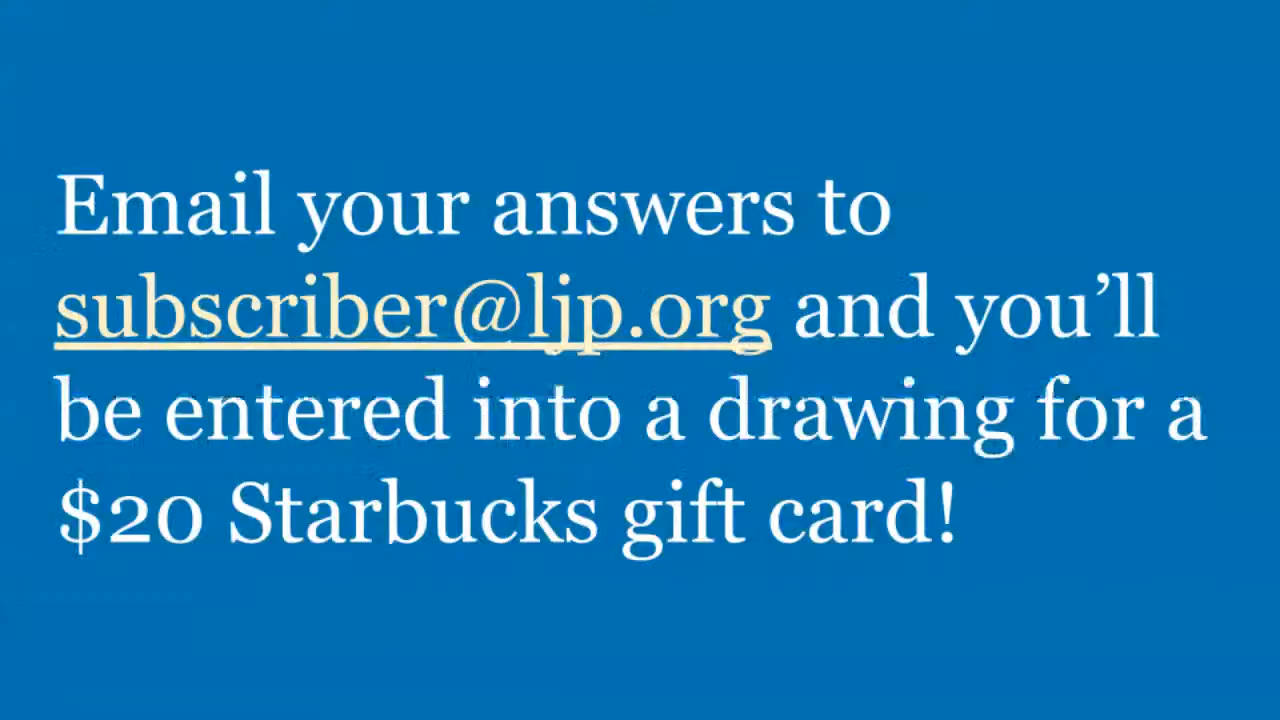 Email your answers to
subscriber@ljp.org and you’ll
be entered into a drawing for a
$20 Starbucks gift card!